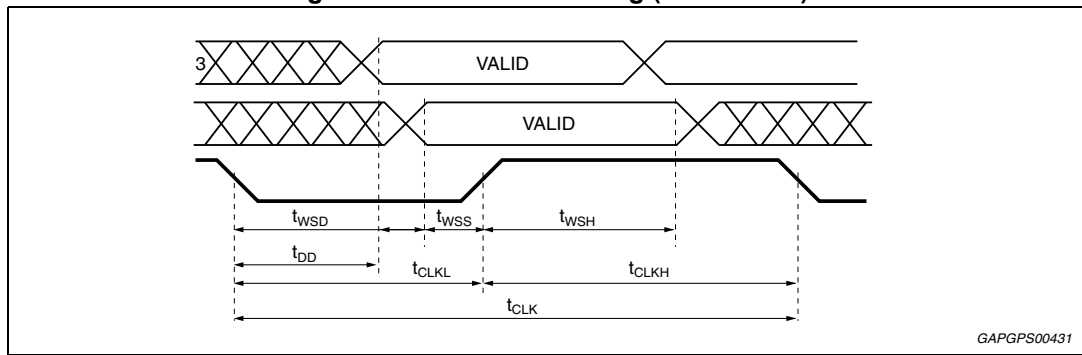 3
VALID
VALID
tWSD
tWSS
tWSH
tDD
tCLKL
tCLKH
tCLK
GAPGPS00431